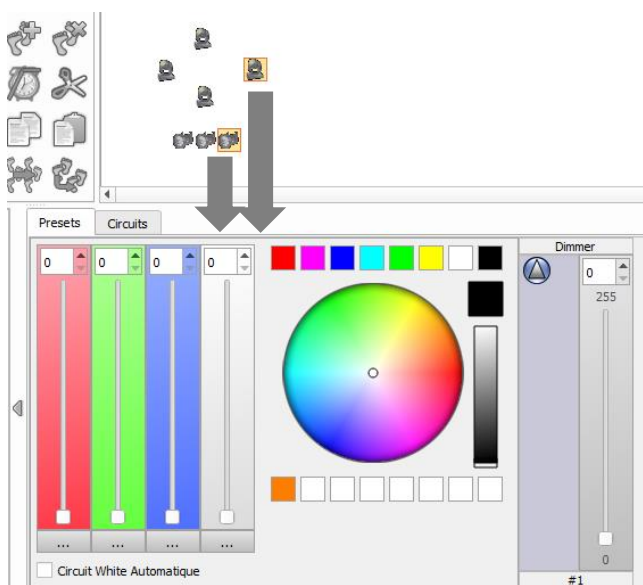 Presets Circuits
Dimmer
0 0 0 0 0
255
0
... ... ... ...
Circuit White Automatique
#1